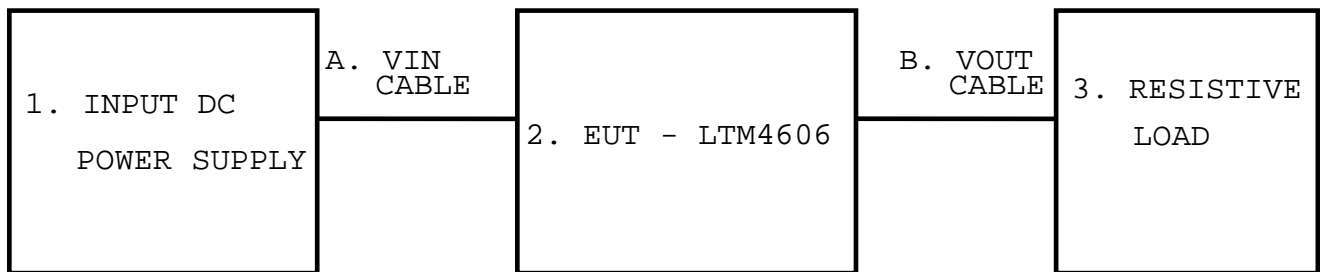 1. INPUT DC
POWER SUPPLY
A. VIN
CABLE
2. EUT - LTM4606
B. VOUT
CABLE
3. RESISTIVE
LOAD